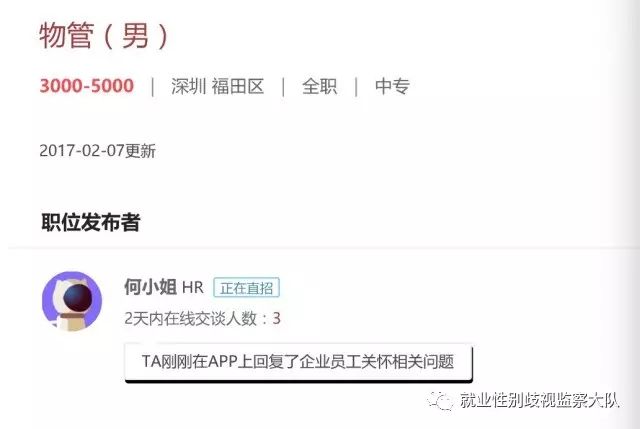 物管（男）
3000-5000 | 深圳 福田区 | 全职 | 中专
2017-02-07更新
职位发布者
何小姐 HR 正在直招
2天内在线交谈人数：3
TA刚刚在APP上回复了企业员工关怀相关问题
就业性别歧视监察大队